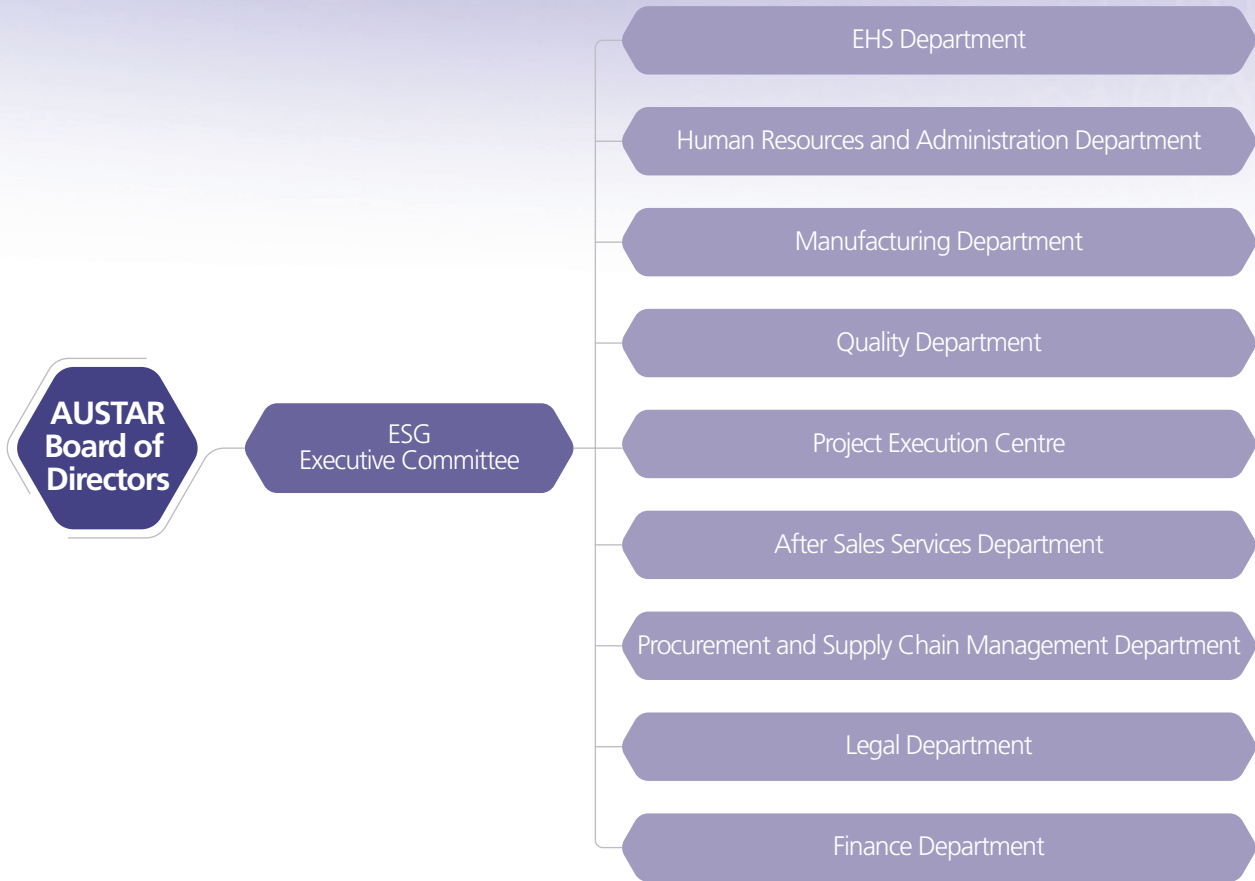 AUSTAR
Board of
Directors
ESG
Executive Committee
EHS Department
Human Resources and Administration Department
Manufacturing Department
Quality Department
Project Execution Centre
After Sales Services Department
Procurement and Supply Chain Management Department
Legal Department
Finance Department